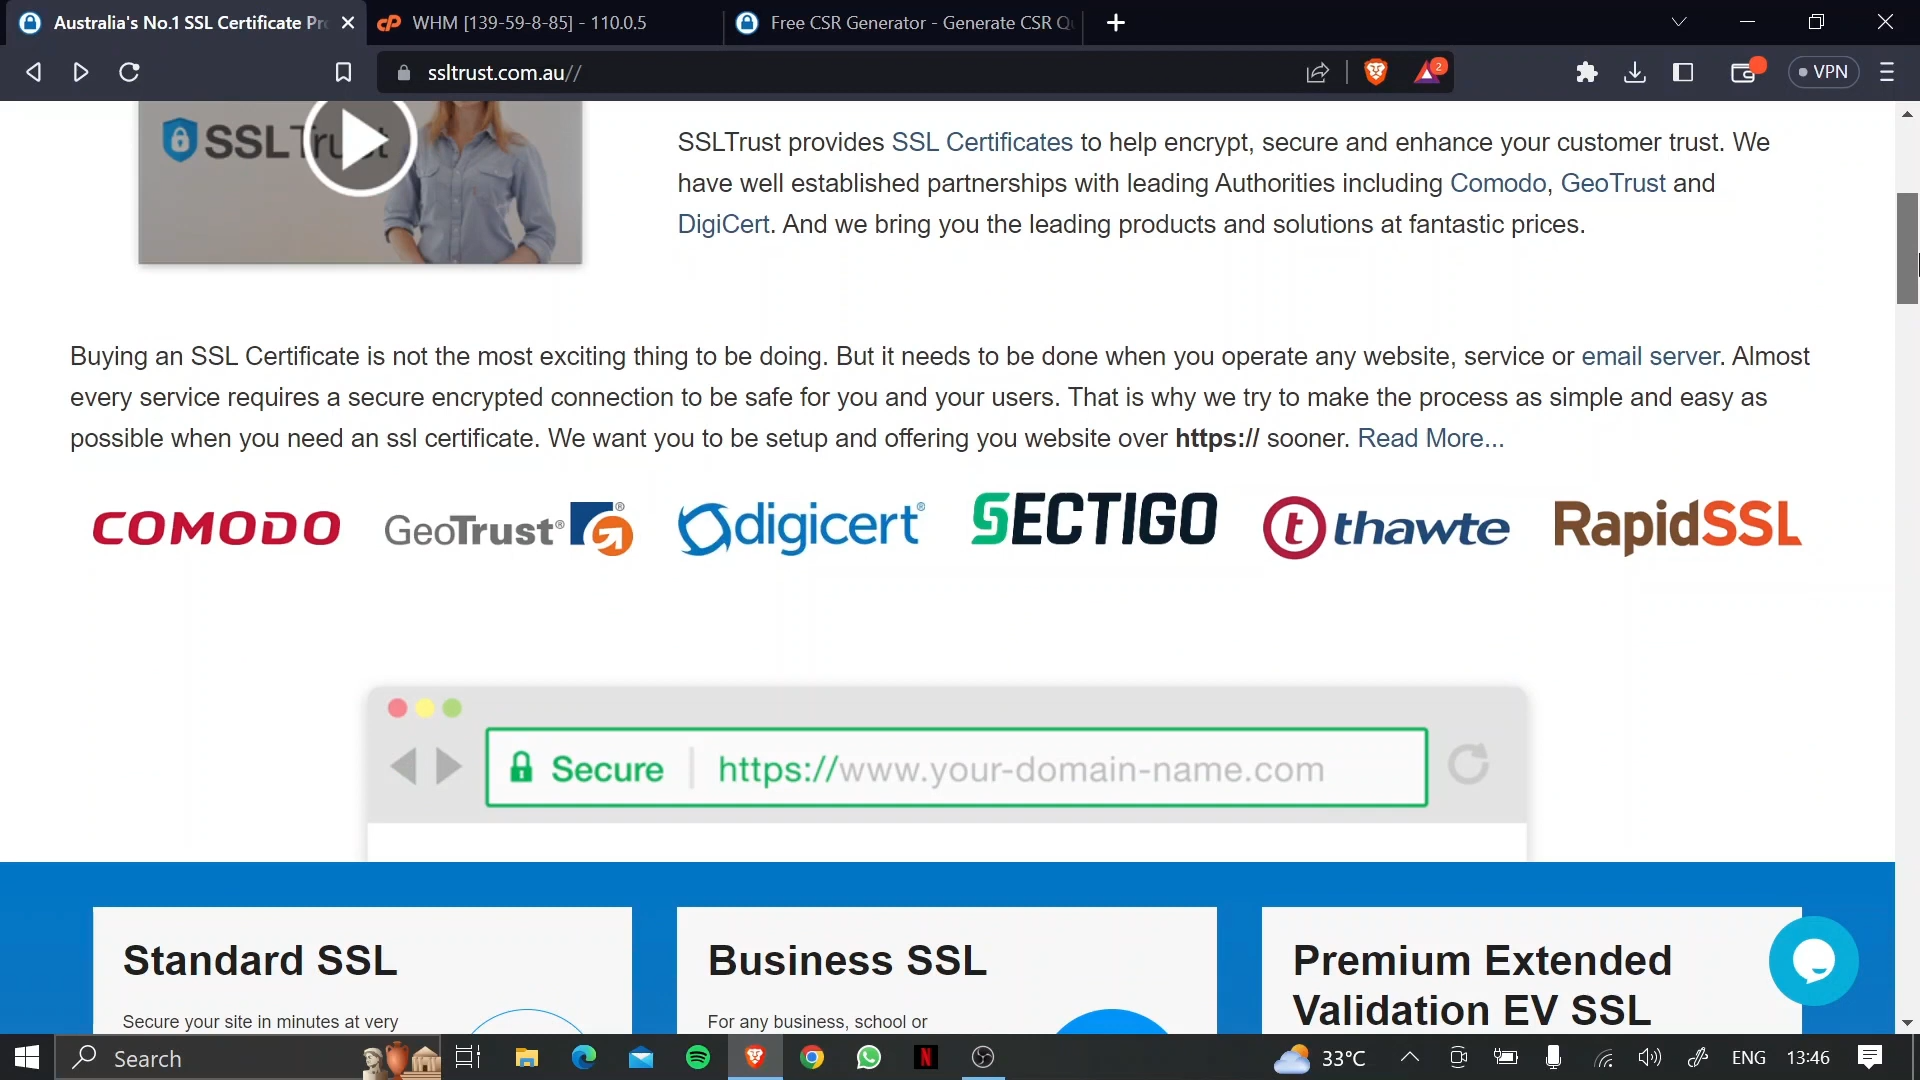 Australia's No.1 SSL Certificate Pr
WHM [139-59-8-85] - 110.0.5
Free CSR Generator - Generate CSR Qu
ssltrust.com.au//
2
VPN
SSLTrust
SSLTrust provides SSL Certificates to help encrypt, secure and enhance your customer trust. We
have well established partnerships with leading Authorities including Comodo, GeoTrust and
DigiCert. And we bring you the leading products and solutions at fantastic prices.
Buying an SSL Certificate is not the most exciting thing to be doing. But it needs to be done when you operate any website, service or email server. Almost
every service requires a secure encrypted connection to be safe for you and your users. That is why we try to make the process as simple and easy as
possible when you need an ssl certificate. We want you to be setup and offering you website over https:// sooner. Read More...
COMODO
GeoTrust®
digicert®
SECTIGO
t thawte
RapidSSL
Secure | https://www.your-domain-name.com
Standard SSL
Business SSL
Premium Extended
Validation EV SSL
Secure your site in minutes at very
For any business, school or
Search
N
33°C
ENG
13:46